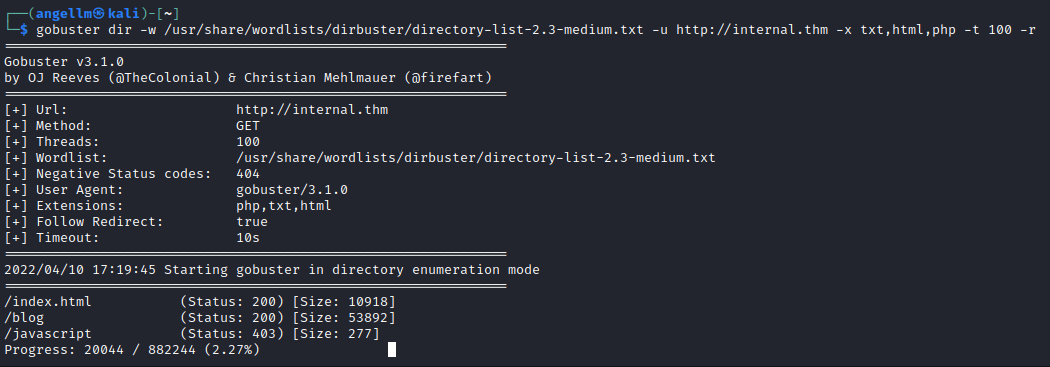 ┌──(angellm㉿kali)-[~]
└─$ gobuster dir -w /usr/share/wordlists/dirbuster/directory-list-2.3-medium.txt -u http://internal.thm -x txt,html,php -t 100 -r
===============================================================
Gobuster v3.1.0
by OJ Reeves (@TheColonial) & Christian Mehlmauer (@firefart)
===============================================================
[+] Url:                     http://internal.thm
[+] Method:                  GET
[+] Threads:                 100
[+] Wordlist:                /usr/share/wordlists/dirbuster/directory-list-2.3-medium.txt
[+] Negative Status codes:   404
[+] User Agent:              gobuster/3.1.0
[+] Extensions:              php,txt,html
[+] Follow Redirect:         true
[+] Timeout:                 10s
===============================================================
2022/04/10 17:19:45 Starting gobuster in directory enumeration mode
===============================================================
/index.html           (Status: 200) [Size: 10918]
/blog                 (Status: 200) [Size: 53892]
/javascript           (Status: 403) [Size: 277]
Progress: 20044 / 882244 (2.27%)